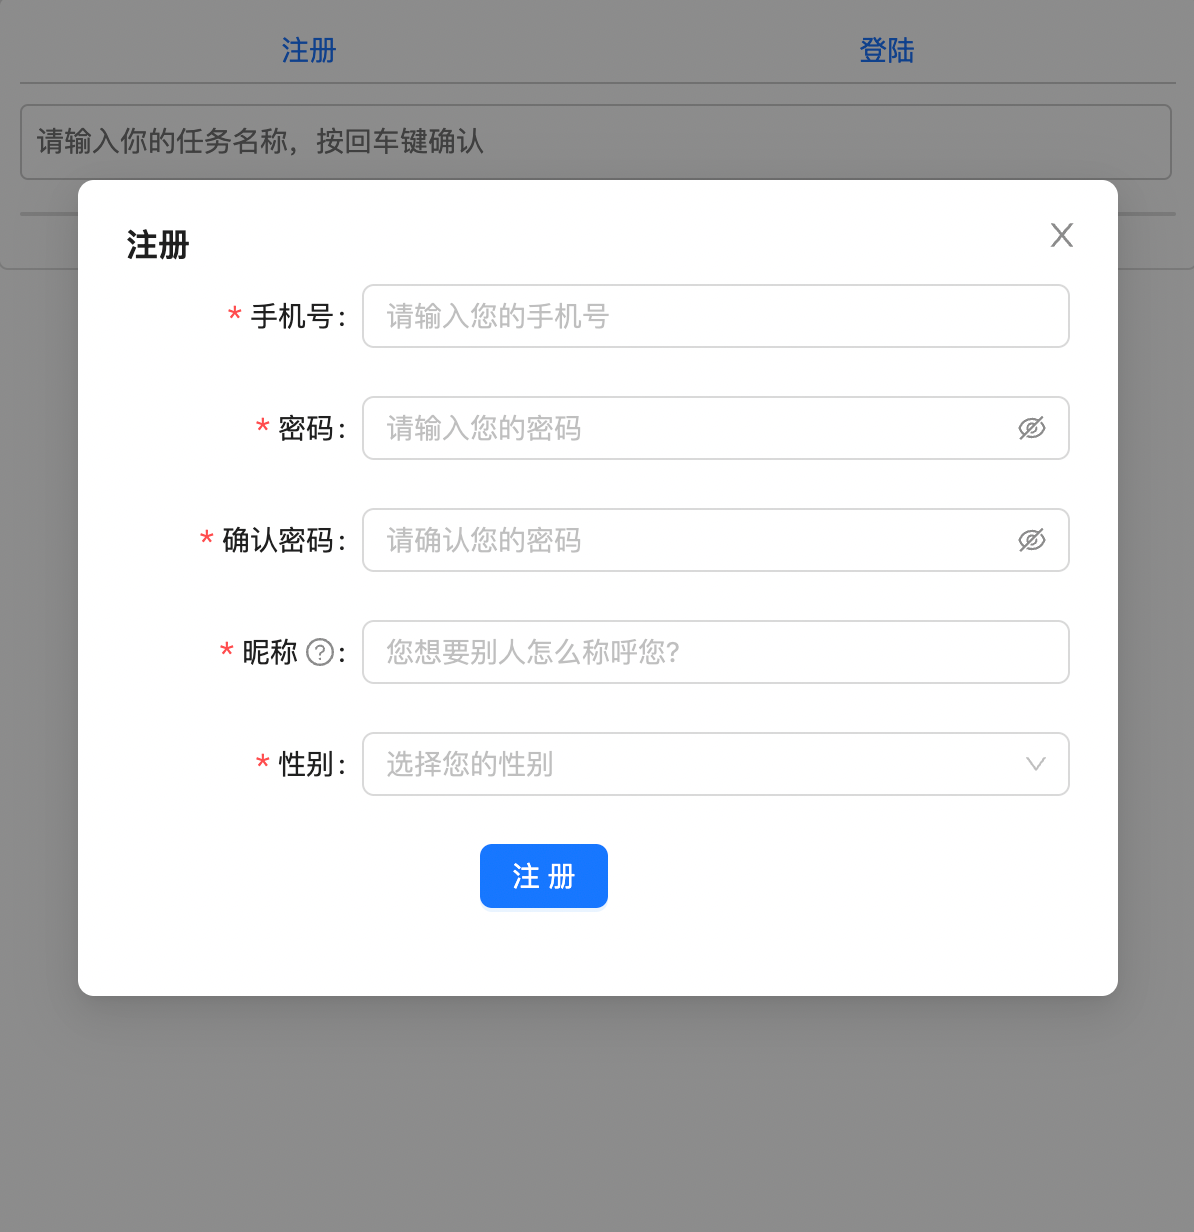 注册 登陆
请输入你的任务名称，按回车键确认
注册
* 手机号: 请输入您的手机号
* 密码: 请输入您的密码
* 确认密码: 请确认您的密码
* 昵称 ?: 您想要别人怎么称呼您?
* 性别: 选择您的性别
注 册